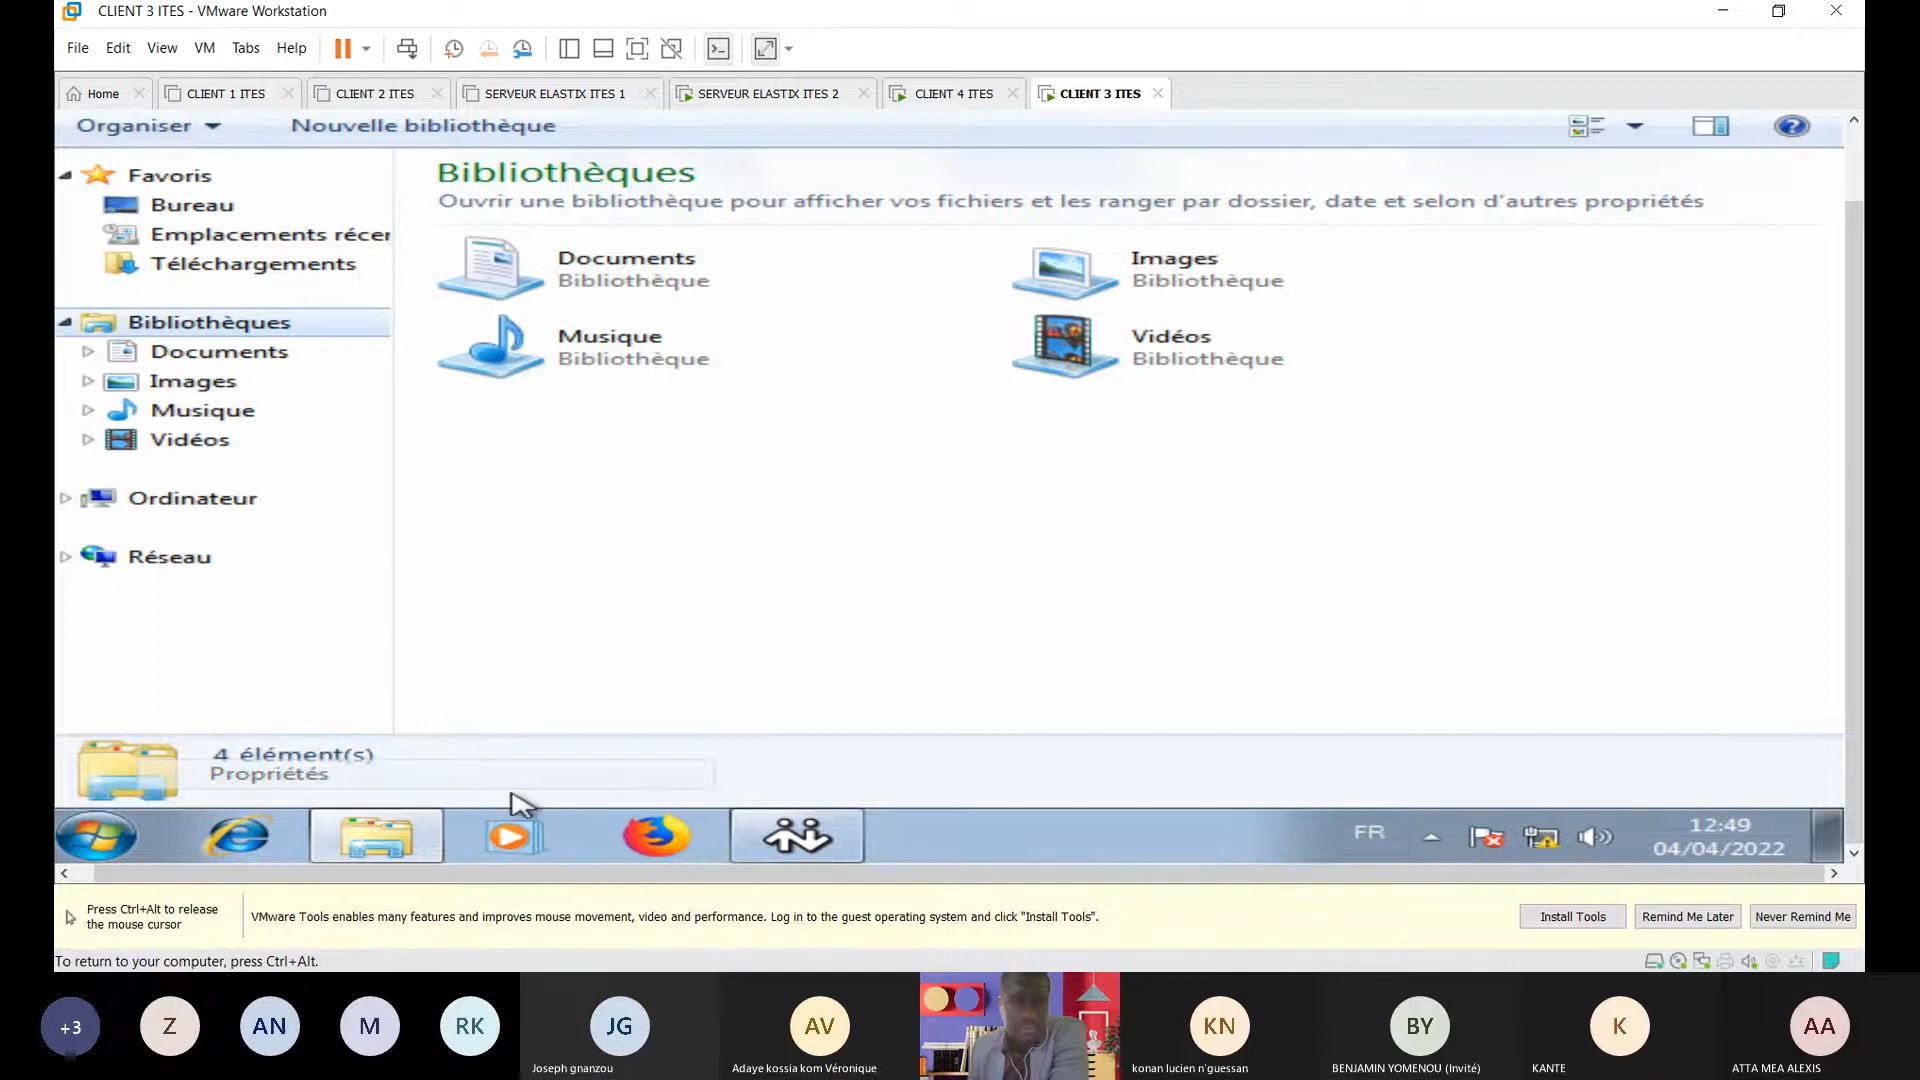 CLIENT 3 ITES - VMware Workstation
File Edit View VM Tabs Help
Home CLIENT 1 ITES CLIENT 2 ITES SERVEUR ELASTIX ITES 1 SERVEUR ELASTIX ITES 2 CLIENT 4 ITES CLIENT 3 ITES
Organiser Nouvelle bibliothèque
Favoris
Bureau
Emplacements récer
Téléchargements
Bibliothèques
Documents
Images
Musique
Vidéos
Ordinateur
Réseau
Bibliothèques
Ouvrir une bibliothèque pour afficher vos fichiers et les ranger par dossier, date et selon d'autres propriétés
Documents
Bibliothèque
Images
Bibliothèque
Musique
Bibliothèque
Vidéos
Bibliothèque
4 élément(s)
Propriétés
FR
12:49
04/04/2022
Press Ctrl+Alt to release
the mouse cursor
VMware Tools enables many features and improves mouse movement, video and performance. Log in to the guest operating system and click "Install Tools".
Install Tools Remind Me Later Never Remind Me
To return to your computer, press Ctrl+Alt.
+3 Z AN M RK JG AV KN BY K AA
Joseph gnanzou Adaye kossia kom Véronique konan lucien n'guessan BENJAMIN YOMENOU (Invité) KANTE ATTA MEA ALEXIS